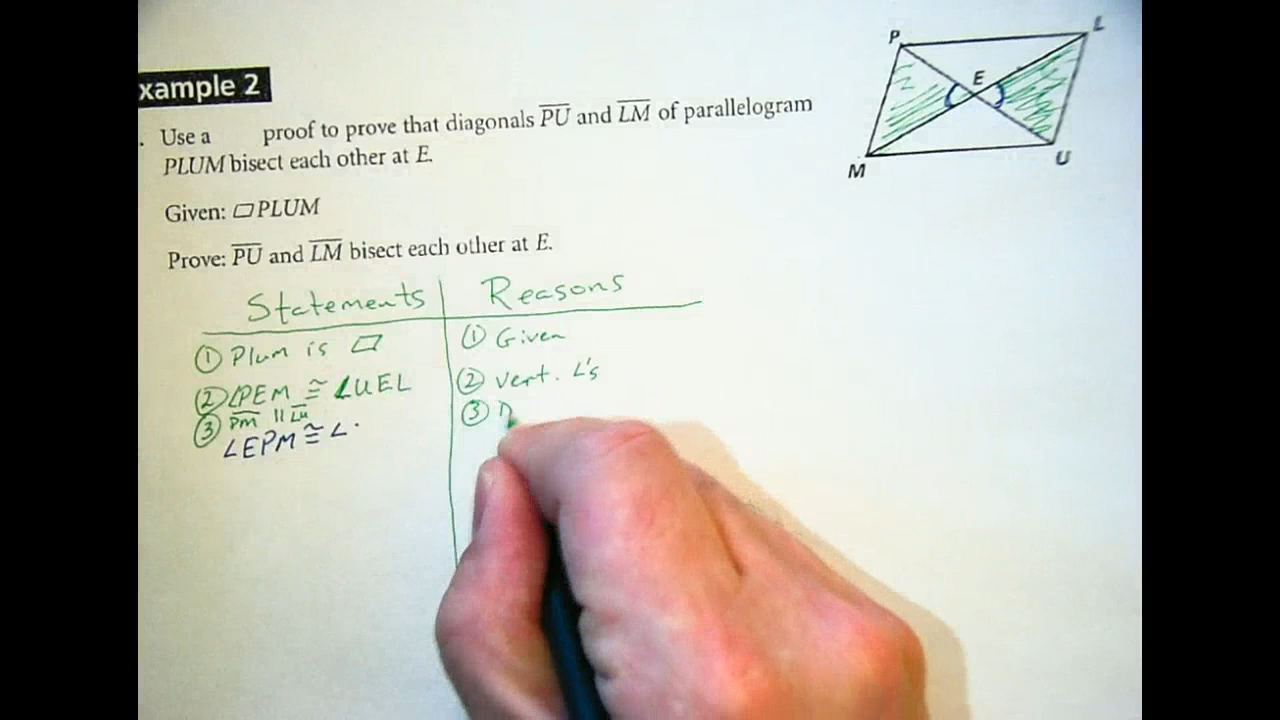 xample 2
. Use a proof to prove that diagonals PU and LM of parallelogram
PLUM bisect each other at E.
Given: ▱PLUM
Prove: PU and LM bisect each other at E.
P
L
E
M
U
Statements
Reasons
① Plum is ▱
① Given
② ∠PEM ≅ ∠UEL
② Vert. ∠'s
③ PM || LU
③
∠EPM ≅ ∠